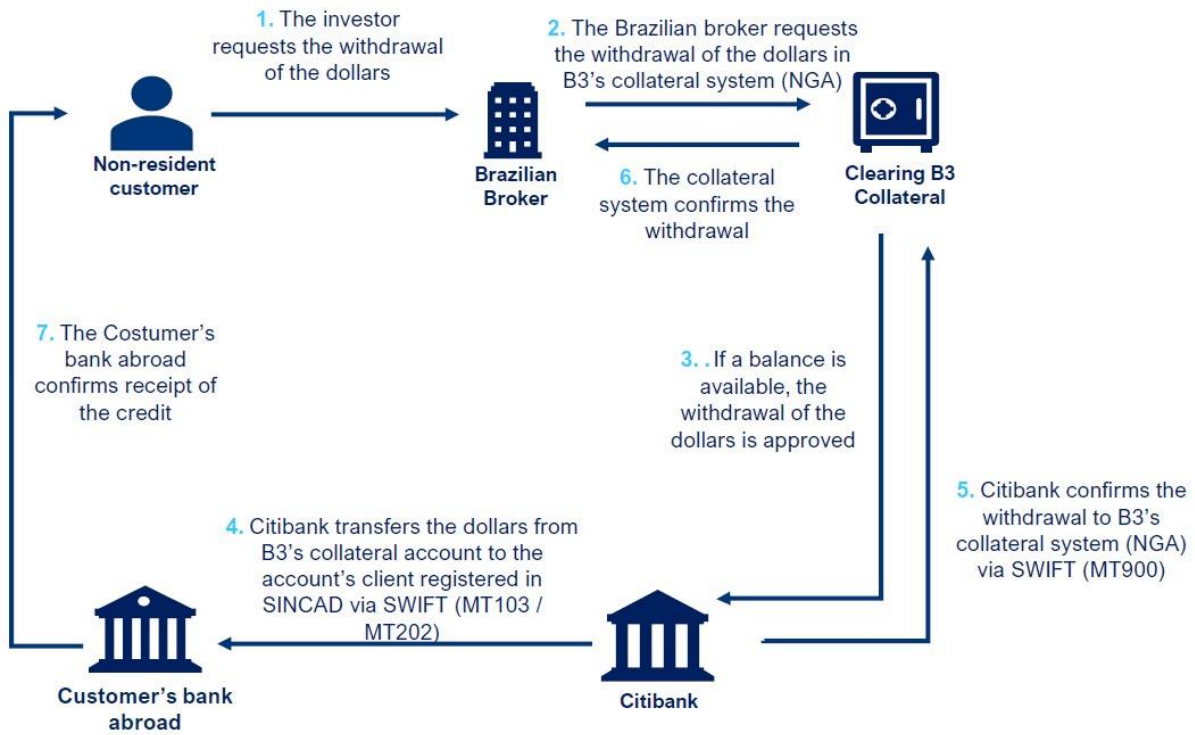 1. The investor
requests the withdrawal
of the dollars
2. The Brazilian broker requests
the withdrawal of the dollars in
B3's collateral system (NGA)
Non-resident
customer
Brazilian
Broker
Clearing B3
Collateral
6. The collateral
system confirms the
withdrawal
7. The Costumer's
bank abroad
confirms receipt of
the credit
3. . If a balance is
available, the
withdrawal of the
dollars is approved
5. Citibank confirms the
withdrawal to B3's
collateral system (NGA)
via SWIFT (MT900)
4. Citibank transfers the dollars from
B3's collateral account to the
account's client registered in
SINCAD via SWIFT (MT103 /
MT202)
Customer's bank
abroad
Citibank